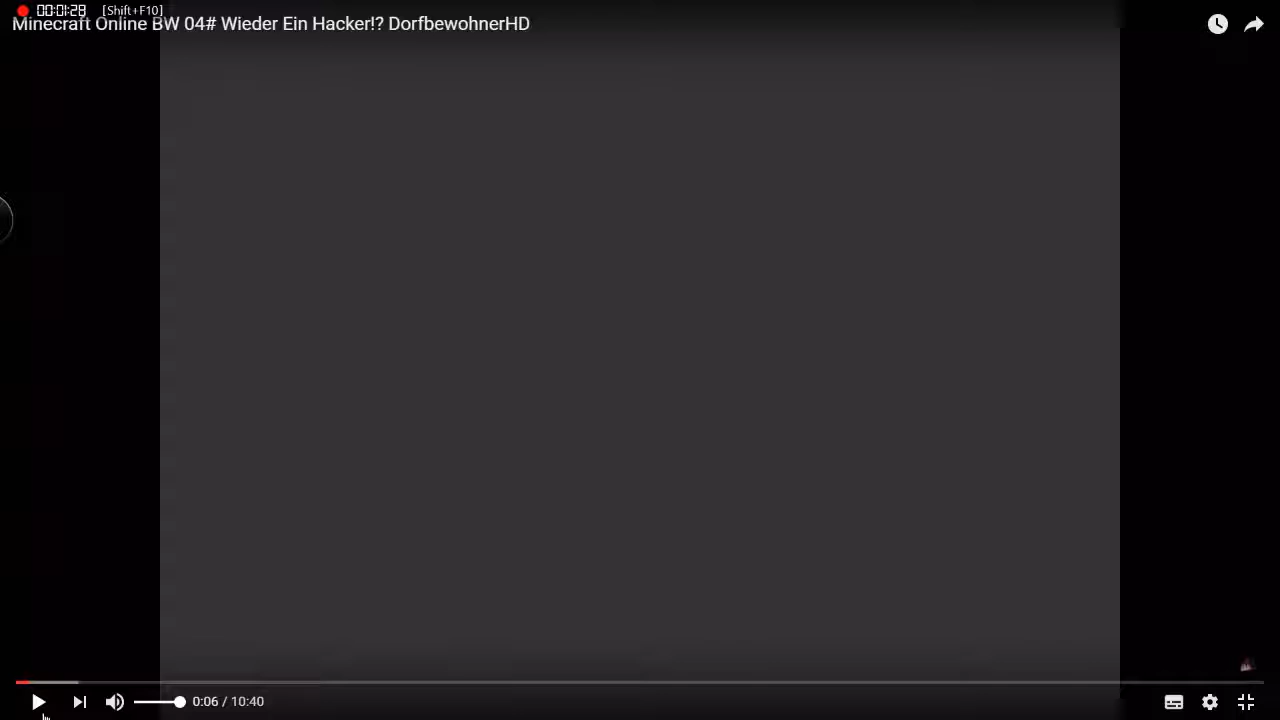 00:01:28 [Shift+F10]
Minecraft Online BW 04# Wieder Ein Hacker!? DorfbewohnerHD
0:06 / 10:40